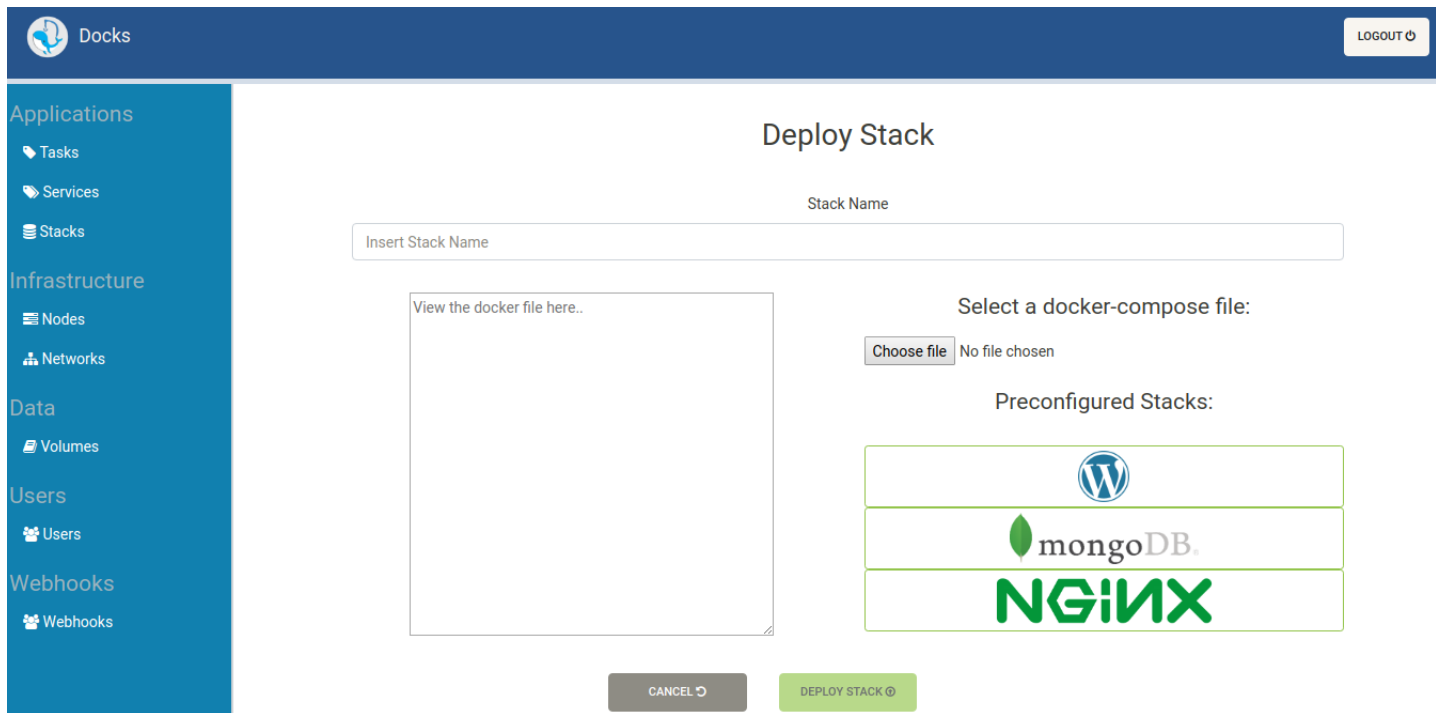 Docks
LOGOUT
Applications
Tasks
Services
Stacks
Infrastructure
Nodes
Networks
Data
Volumes
Users
Users
Webhooks
Webhooks
Deploy Stack
Stack Name
Insert Stack Name
View the docker file here..
Select a docker-compose file:
Choose file No file chosen
Preconfigured Stacks:
W
mongoDB.
NGiNX
CANCEL
DEPLOY STACK